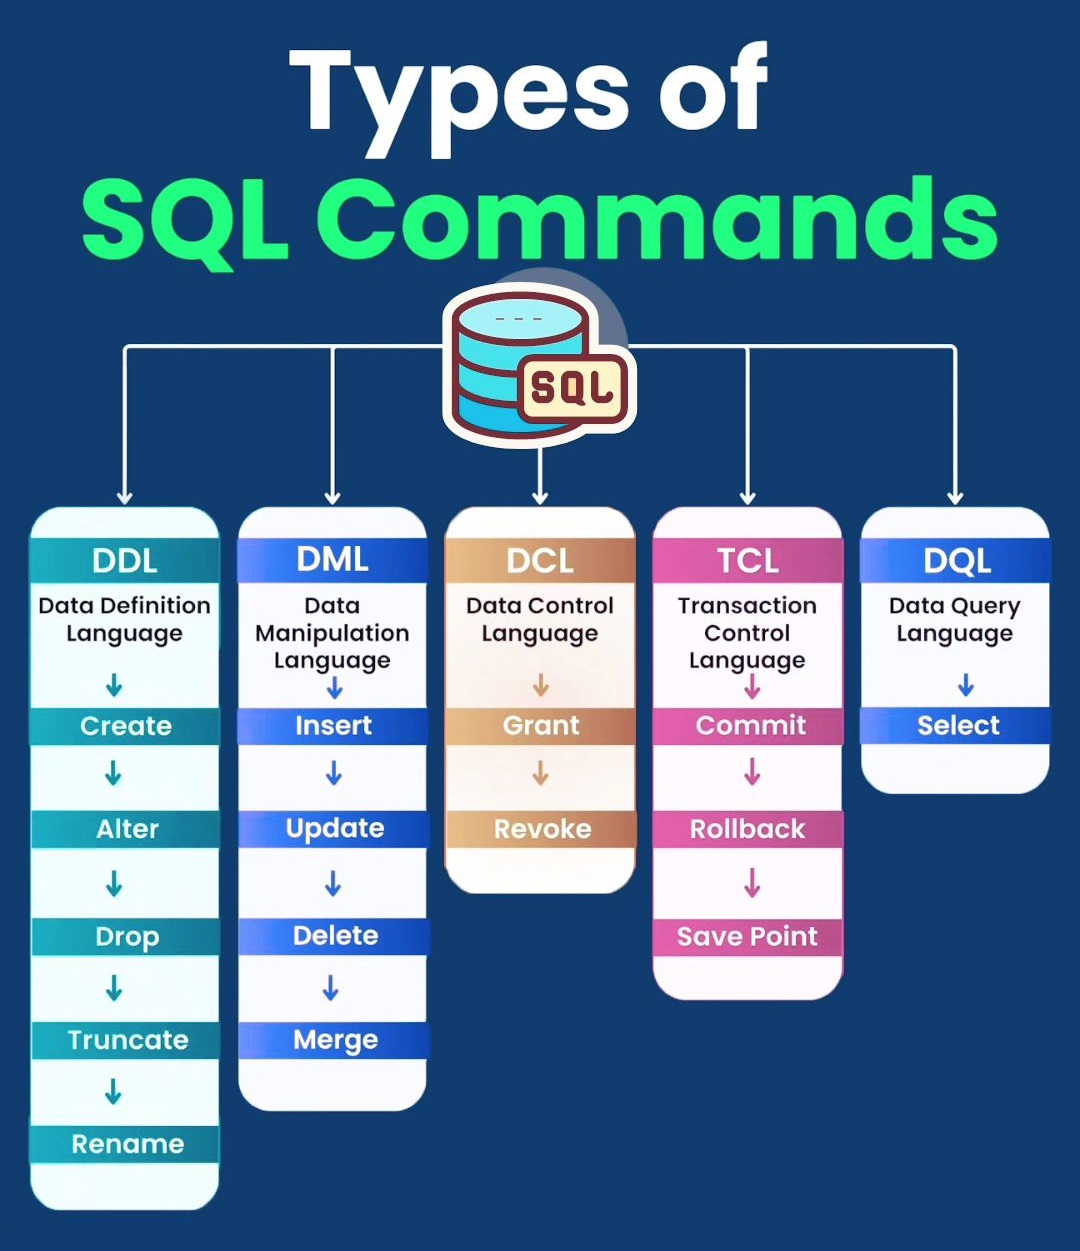 Types of
SQL Commands
SQL
DDL
Data Definition
Language
Create
Alter
Drop
Truncate
Rename
DML
Data
Manipulation
Language
Insert
Update
Delete
Merge
DCL
Data Control
Language
Grant
Revoke
TCL
Transaction
Control
Language
Commit
Rollback
Save Point
DQL
Data Query
Language
Select